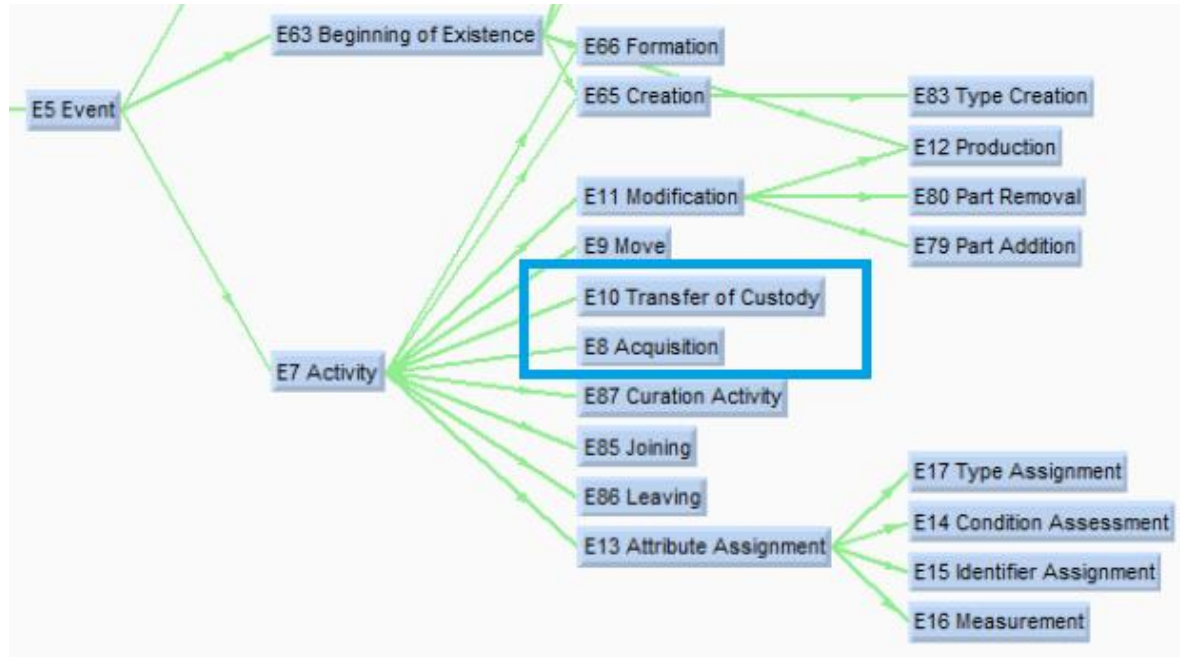 E63 Beginning of Existence
E66 Formation
E5 Event
E65 Creation
E83 Type Creation
E12 Production
E11 Modification
E80 Part Removal
E9 Move
E79 Part Addition
E10 Transfer of Custody
E8 Acquisition
E7 Activity
E87 Curation Activity
E85 Joining
E17 Type Assignment
E86 Leaving
E14 Condition Assessment
E13 Attribute Assignment
E15 Identifier Assignment
E16 Measurement